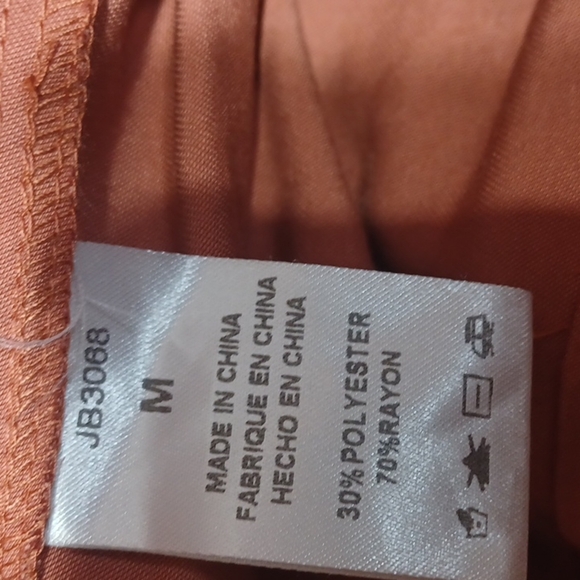 JB3068
M
MADE IN CHINA
FABRIQUE EN CHINA
HECHO EN CHINA
30%POLYESTER
70%RAYON